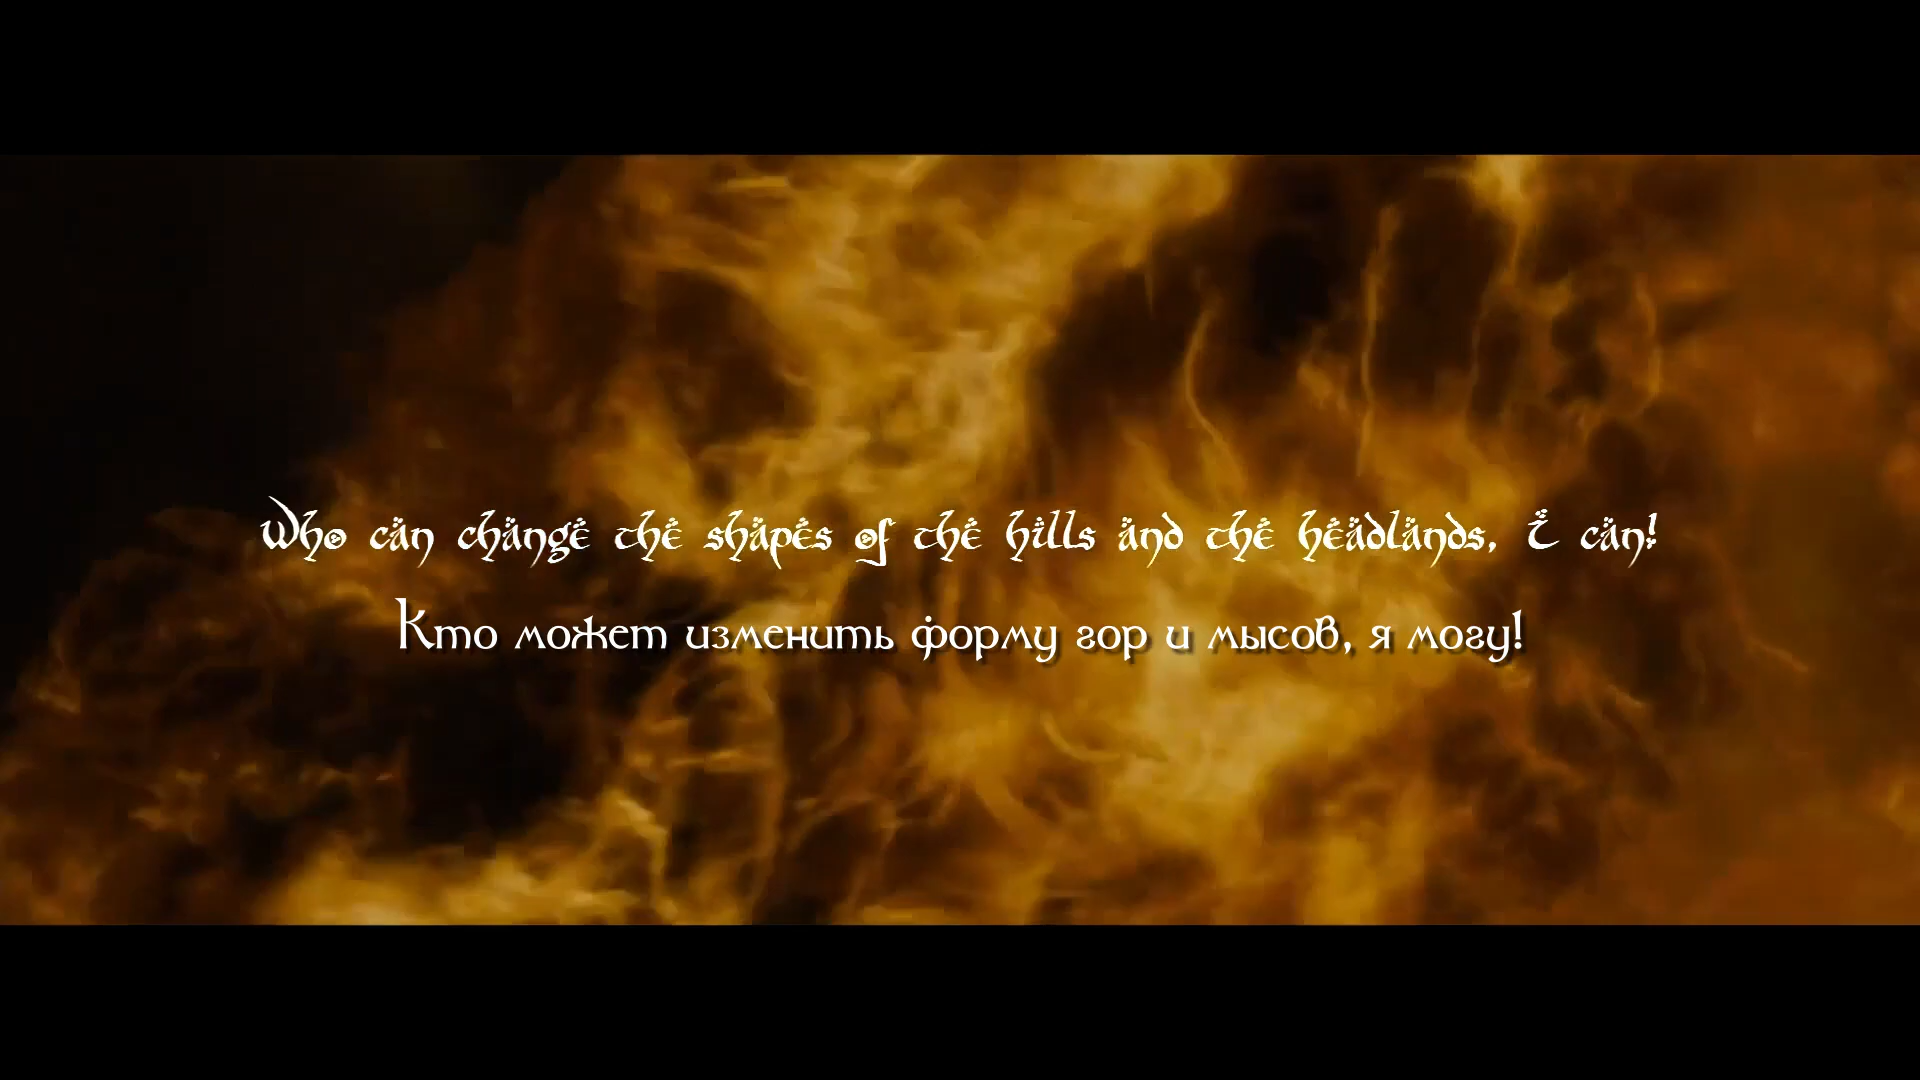 Who can change the shapes of the hills and the headlands, I can!
Кто может изменить форму гор и мысов, я могу!